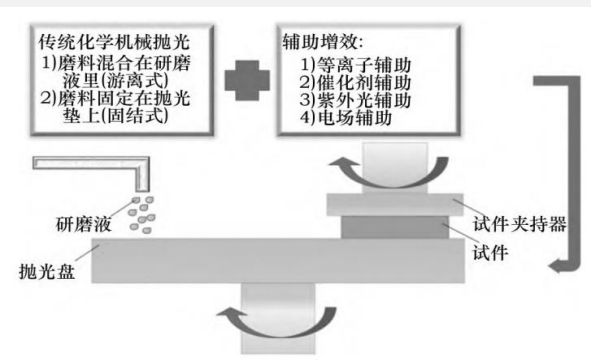 传统化学机械抛光
1)磨料混合在研磨
液里(游离式)
2)磨料固定在抛光
垫上(固结式)
辅助增效:
1)等离子辅助
2)催化剂辅助
3)紫外光辅助
4)电场辅助
研磨液
抛光盘
试件夹持器
试件